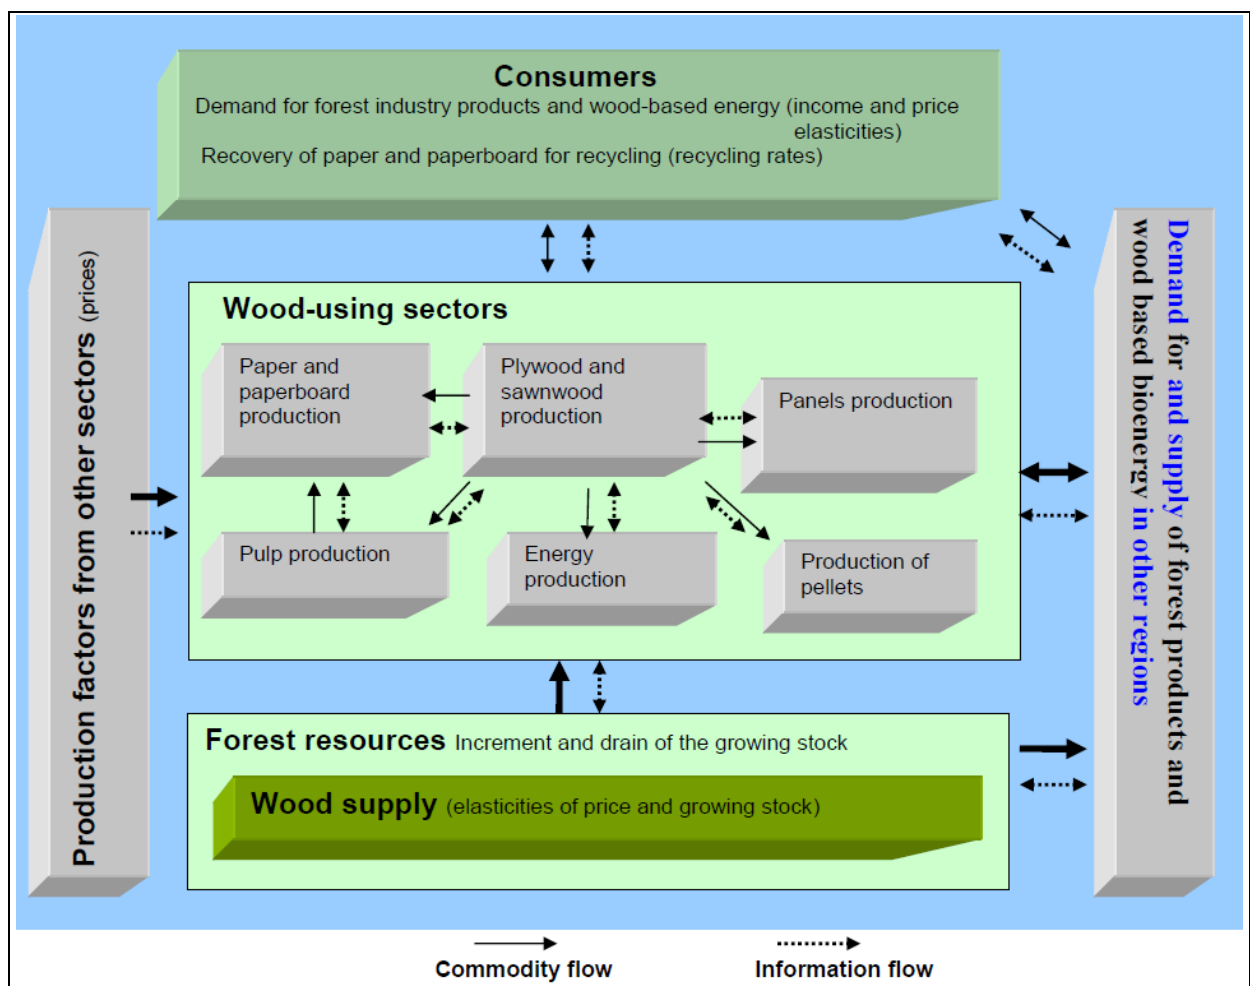 Consumers
Demand for forest industry products and wood-based energy (income and price
elasticities)
Recovery of paper and paperboard for recycling (recycling rates)
Production factors from other sectors (prices)
Wood-using sectors
Paper and
paperboard
production
Plywood and
sawnwood
production
Panels production
Pulp production
Energy
production
Production of
pellets
Demand for and supply of forest products and
wood based bioenergy in other regions
Forest resources Increment and drain of the growing stock
Wood supply (elasticities of price and growing stock)
Commodity flow
Information flow